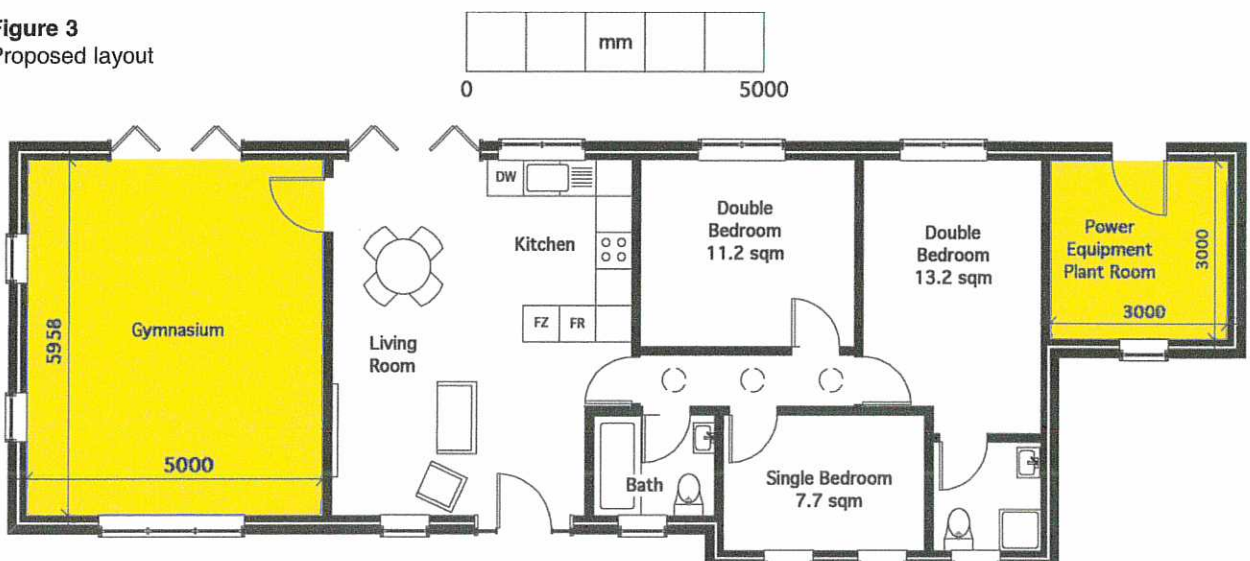 Figure 3
Proposed layout
mm
0
5000
DW
Kitchen
FZ
FR
Living
Room
Gymnasium
5958
5000
Double
Bedroom
11.2 sqm
Double
Bedroom
13.2 sqm
Power
Equipment
Plant Room
3000
3000
Bath
Single Bedroom
7.7 sqm